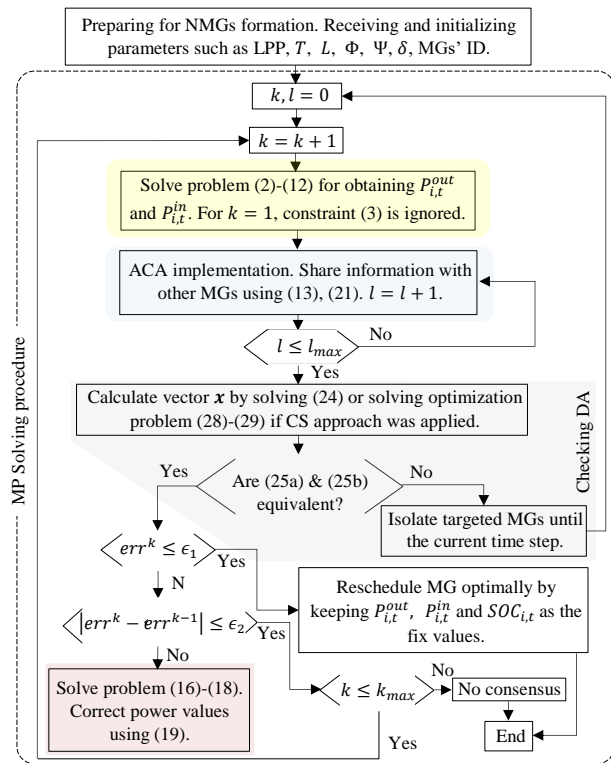 Preparing for NMGs formation. Receiving and initializing
parameters such as LPP, T, L, Φ, Ψ, δ, MGs' ID.
k, l = 0
k = k + 1
Solve problem (2)-(12) for obtaining P_{i,t}^{out}
and P_{i,t}^{in}. For k = 1, constraint (3) is ignored.
ACA implementation. Share information with
other MGs using (13), (21). l = l + 1.
No
l ≤ l_{max}
Yes
Calculate vector x by solving (24) or solving optimization
problem (28)-(29) if CS approach was applied.
Yes
Are (25a) & (25b)
equivalent?
No
Isolate targeted MGs until
the current time step.
Checking DA
MP Solving procedure
err^k ≤ ϵ_1
Yes
N
Reschedule MG optimally by
keeping P_{i,t}^{out}, P_{i,t}^{in} and SOC_{i,t} as the
fix values.
|err^k − err^{k−1}| ≤ ϵ_2
Yes
No
Solve problem (16)-(18).
Correct power values
using (19).
k ≤ k_{max}
No
No consensus
Yes
End